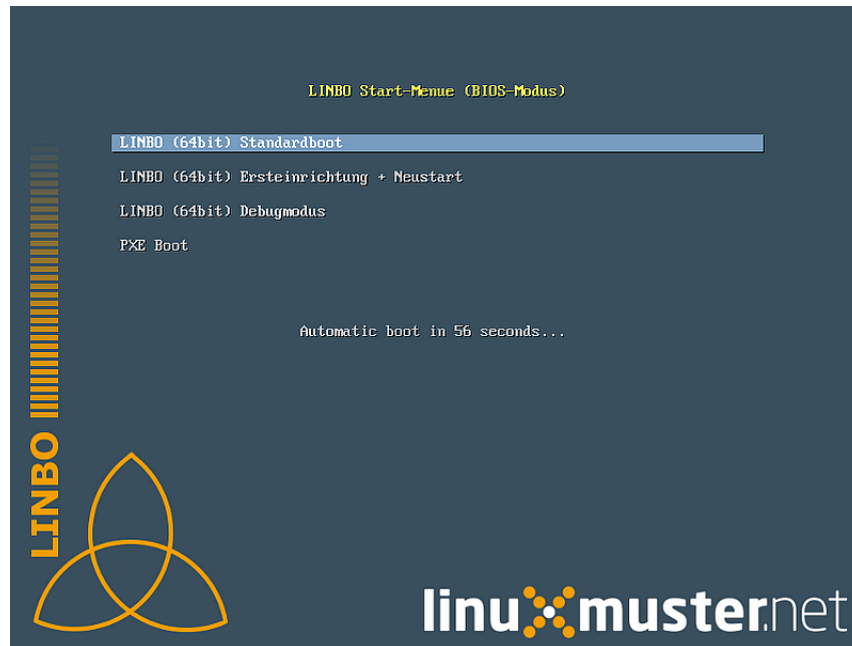 LINBO Start-Menue (BIOS-Modus)
LINBO (64bit) Standardboot
LINBO (64bit) Ersteinrichtung + Neustart
LINBO (64bit) Debugmodus
PXE Boot
Automatic boot in 56 seconds...
LINBO
linuxmuster.net